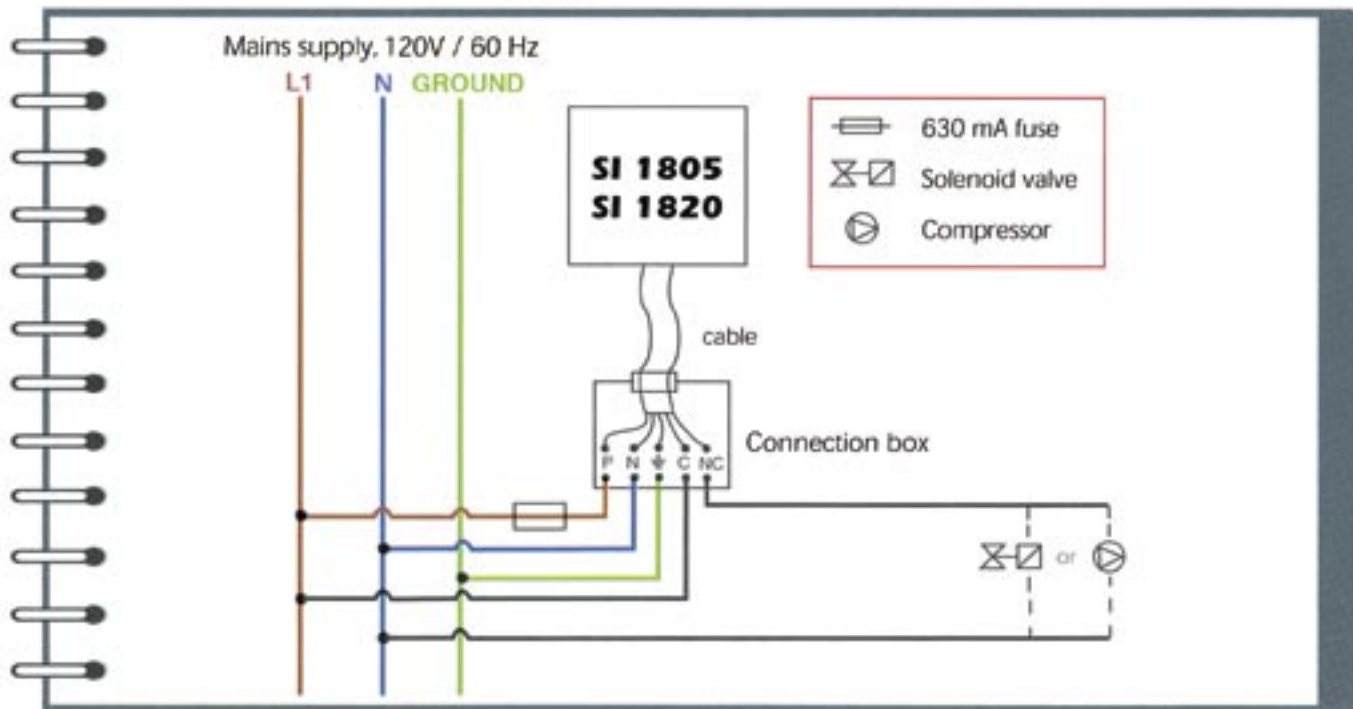 Mains supply, 120V / 60 Hz
L1 N GROUND
SI 1805
SI 1820
630 mA fuse
Solenoid valve
Compressor
cable
Connection box
P N ⏚ C NC
or